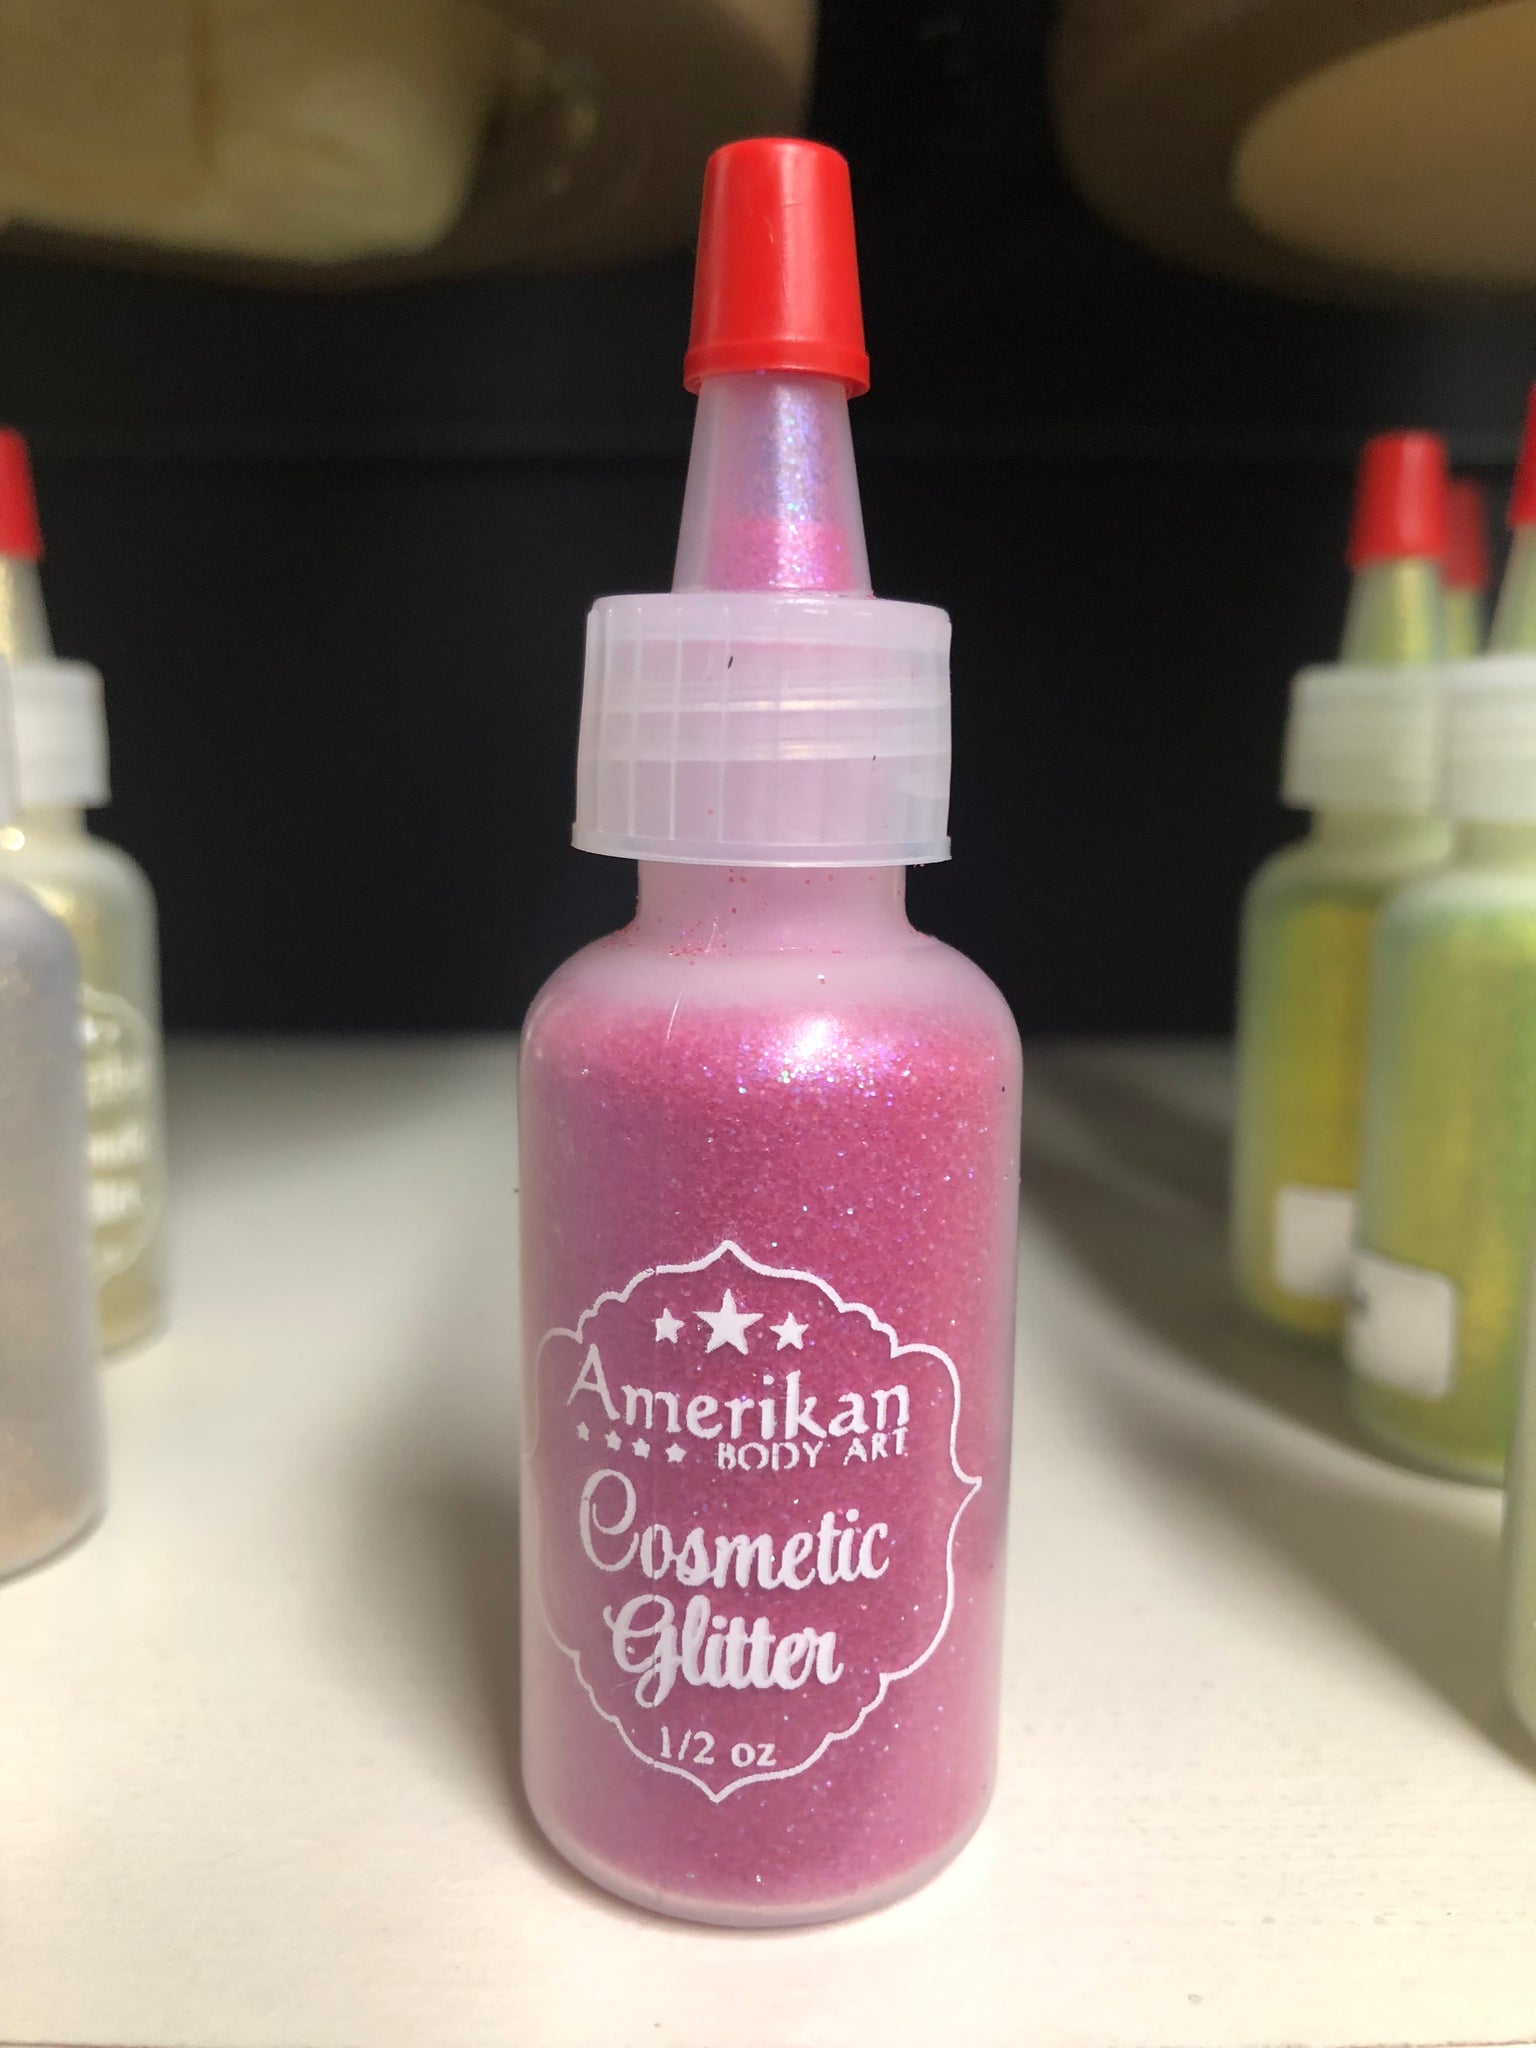 Amerikan
BODY ART
Cosmetic
Glitter
1/2 oz